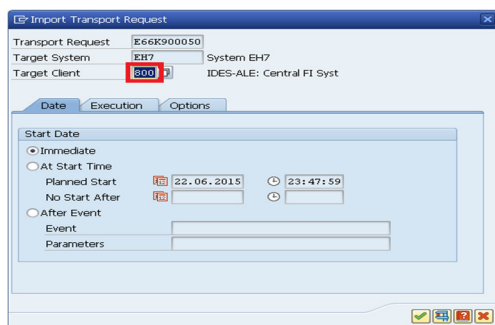 Import Transport Request
Transport Request E66K900050
Target System EH7 System EH7
Target Client 800 IDES-ALE: Central FI Syst
Date Execution Options
Start Date
Immediate
At Start Time
Planned Start 22.06.2015 23:47:59
No Start After
After Event
Event
Parameters